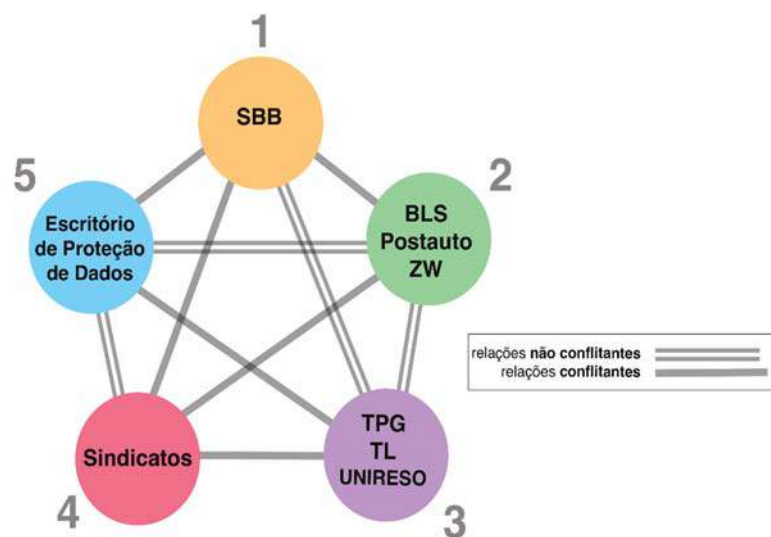 1
SBB
5
2
Escritório
de Proteção
de Dados
BLS
Postauto
ZW
relações não conflitantes
relações conflitantes
TPG
TL
UNIRESO
Sindicatos
4
3